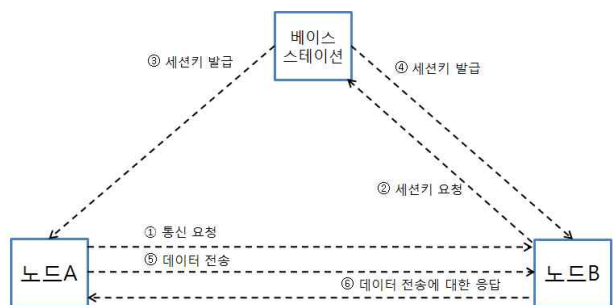 베이스
스테이션
③ 세션키 발급
④ 세션키 발급
② 세션키 요청
① 통신 요청
⑤ 데이터 전송
⑥ 데이터 전송에 대한 응답
노드A
노드B